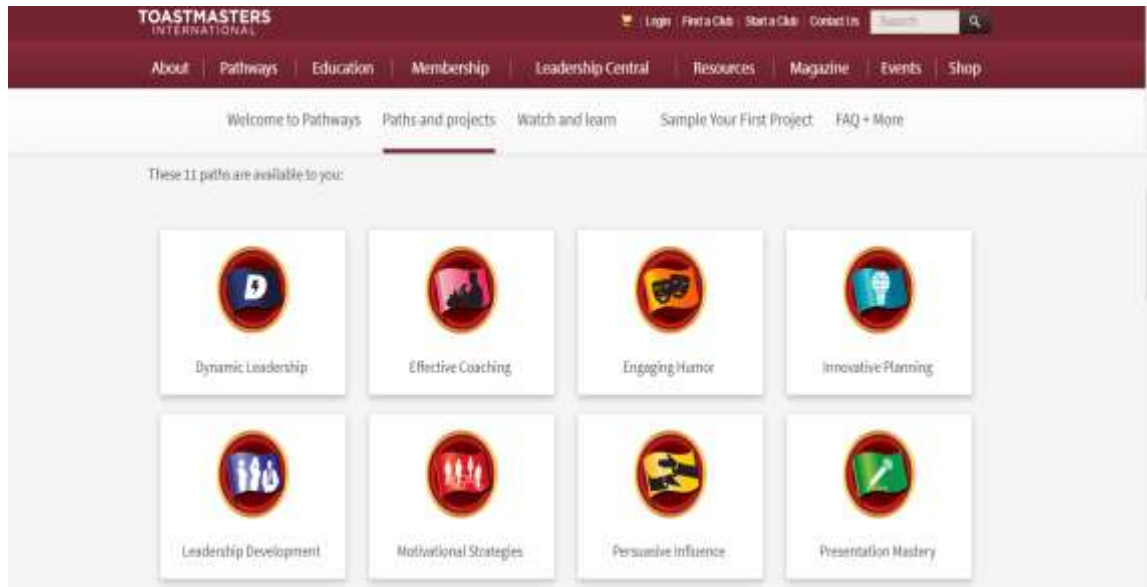 TOASTMASTERS
INTERNATIONAL
Login Find a Club Start a Club Contact Us Search
About Pathways Education Membership Leadership Central Resources Magazine Events Shop
Welcome to Pathways Paths and projects Watch and learn Sample Your First Project FAQ + More
These 11 paths are available to you:
D
Dynamic Leadership Effective Coaching Engaging Humor Innovative Planning
Leadership Development Motivational Strategies Persuasive Influence Presentation Mastery